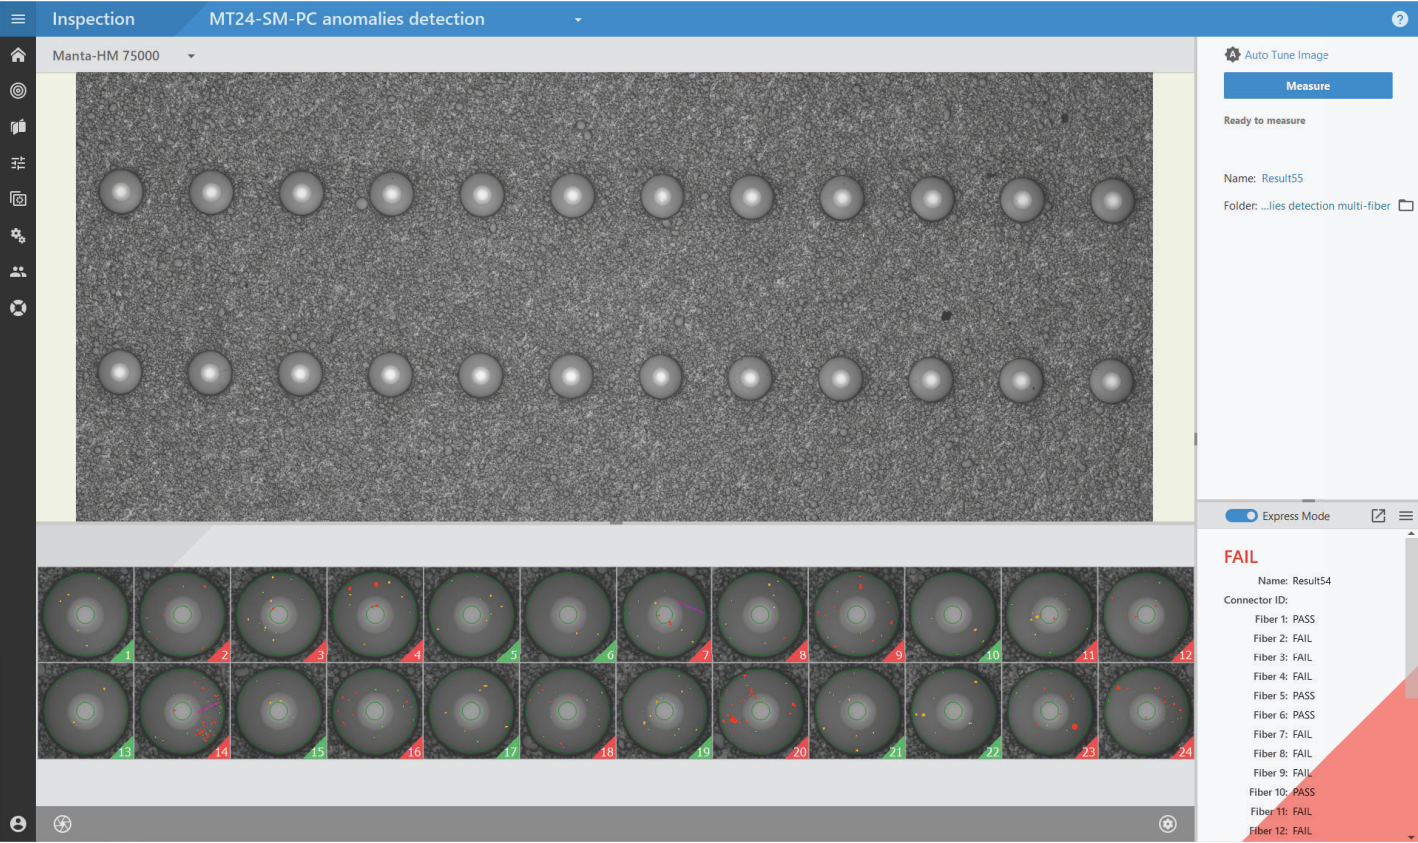 Inspection
MT24-SM-PC anomalies detection
Manta-HM 75000
Auto Tune Image
Measure
Ready to measure
Name: Result55
Folder: ...lies detection multi-fiber
1 2 3 4 5 6 7 8 9 10 11 12
13 14 15 16 17 18 19 20 21 22 23 24
Express Mode
FAIL
Name: Result54
Connector ID:
Fiber 1: PASS
Fiber 2: FAIL
Fiber 3: FAIL
Fiber 4: FAIL
Fiber 5: PASS
Fiber 6: PASS
Fiber 7: FAIL
Fiber 8: FAIL
Fiber 9: FAIL
Fiber 10: PASS
Fiber 11: FAIL
Fiber 12: FAIL